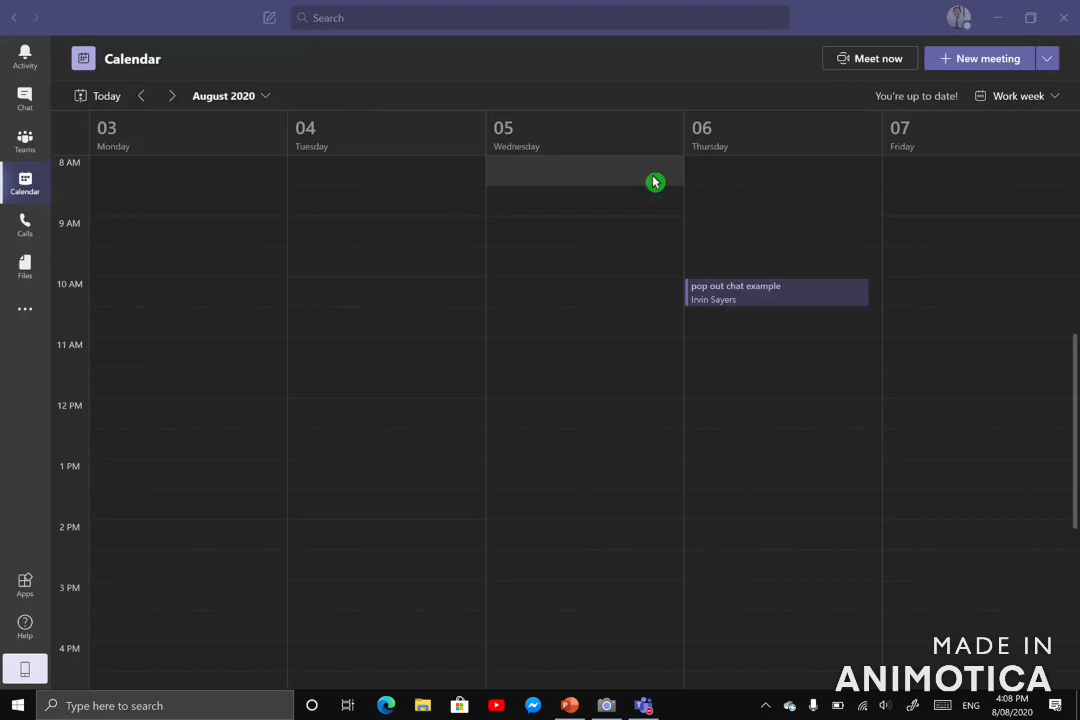 Search
Activity
Chat
Teams
Calendar
Calls
Files
Apps
Help
Calendar
Meet now
New meeting
Today
August 2020
You're up to date!
Work week
03
Monday
04
Tuesday
05
Wednesday
06
Thursday
07
Friday
8 AM
9 AM
10 AM
11 AM
12 PM
1 PM
2 PM
3 PM
4 PM
pop out chat example
Irvin Sayers
MADE IN
ANIMOTICA
Type here to search
ENG
4:08 PM
8/08/2020